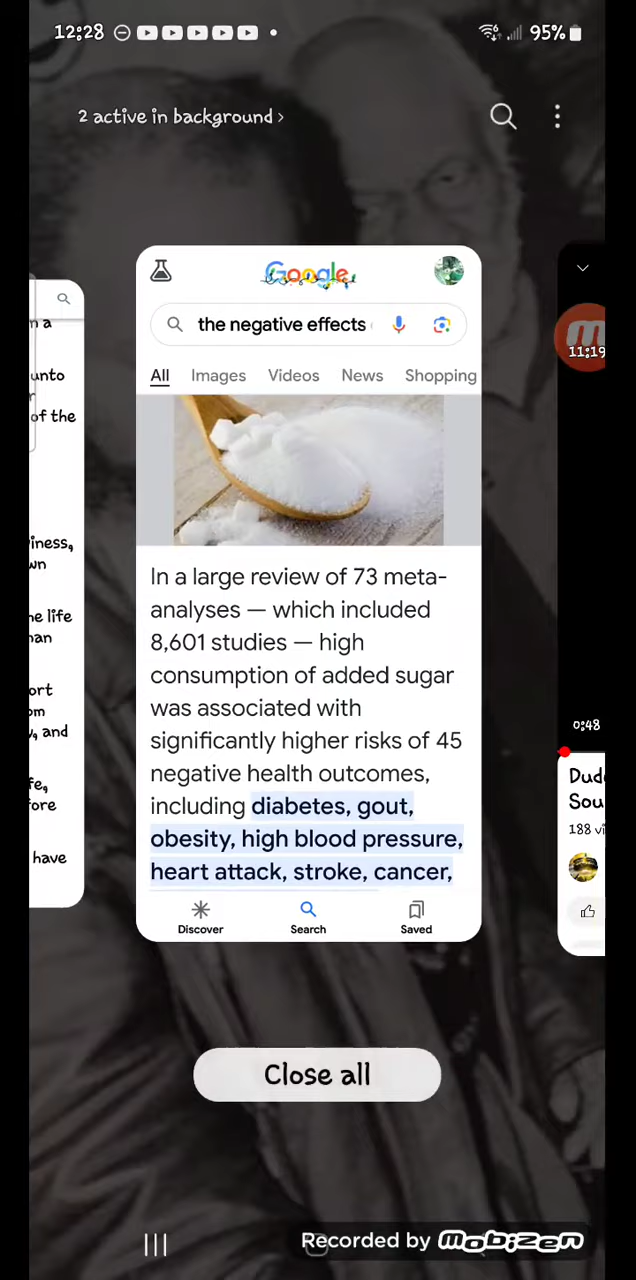 12:28
95%
2 active in background >
Google
the negative effects
All Images Videos News Shopping
In a large review of 73 meta-
analyses — which included
8,601 studies — high
consumption of added sugar
was associated with
significantly higher risks of 45
negative health outcomes,
including diabetes, gout,
obesity, high blood pressure,
heart attack, stroke, cancer,
Discover Search Saved
n a
unto
of the
iness,
wn
he life
han
ort
om
, and
fe,
fore
have
11:19
0:48
Dud
Sou
188 vi
Close all
Recorded by mobizen